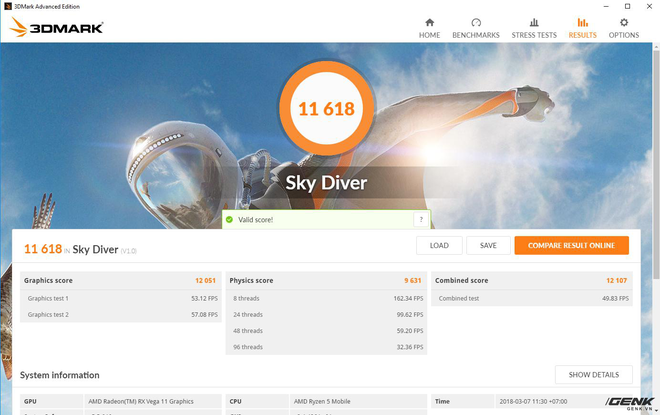 3DMark Advanced Edition
3DMARK
HOME BENCHMARKS STRESS TESTS RESULTS OPTIONS
11 618
Sky Diver
Valid score! ?
11 618 IN Sky Diver (V1.0) LOAD SAVE COMPARE RESULT ONLINE
Graphics score 12 051 Physics score 9 631 Combined score 12 107
Graphics test 1 53.12 FPS 8 threads 162.34 FPS Combined test 49.83 FPS
Graphics test 2 57.08 FPS 24 threads 99.62 FPS
48 threads 59.20 FPS
96 threads 32.36 FPS
System information SHOW DETAILS
GPU AMD Radeon(TM) RX Vega 11 Graphics CPU AMD Ryzen 5 Mobile Time 2018-03-07 11:30 +07:00
GENK
GENK.VN